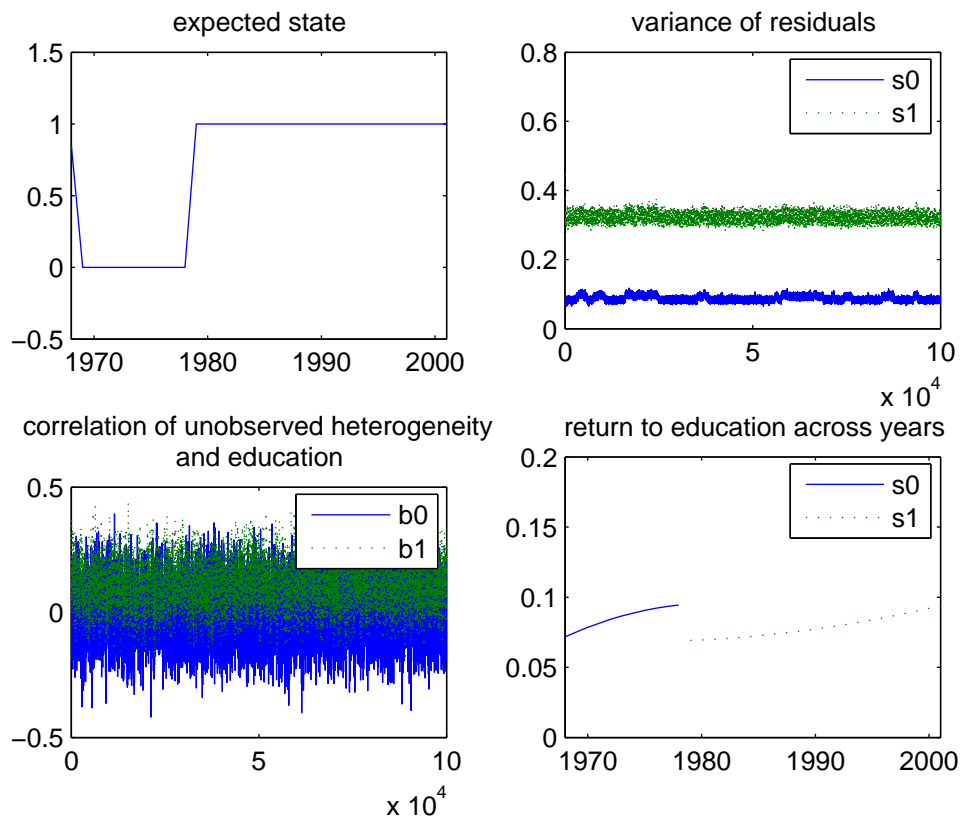 expected state
1.5
1
0.5
0
−0.5
1970
1980
1990
2000
variance of residuals
0.8
0.6
0.4
0.2
0
s0
s1
0
5
10
x 10^4
correlation of unobserved heterogeneity
and education
0.5
0
−0.5
b0
b1
0
5
10
x 10^4
return to education across years
0.2
0.15
0.1
0.05
0
s0
s1
1970
1980
1990
2000